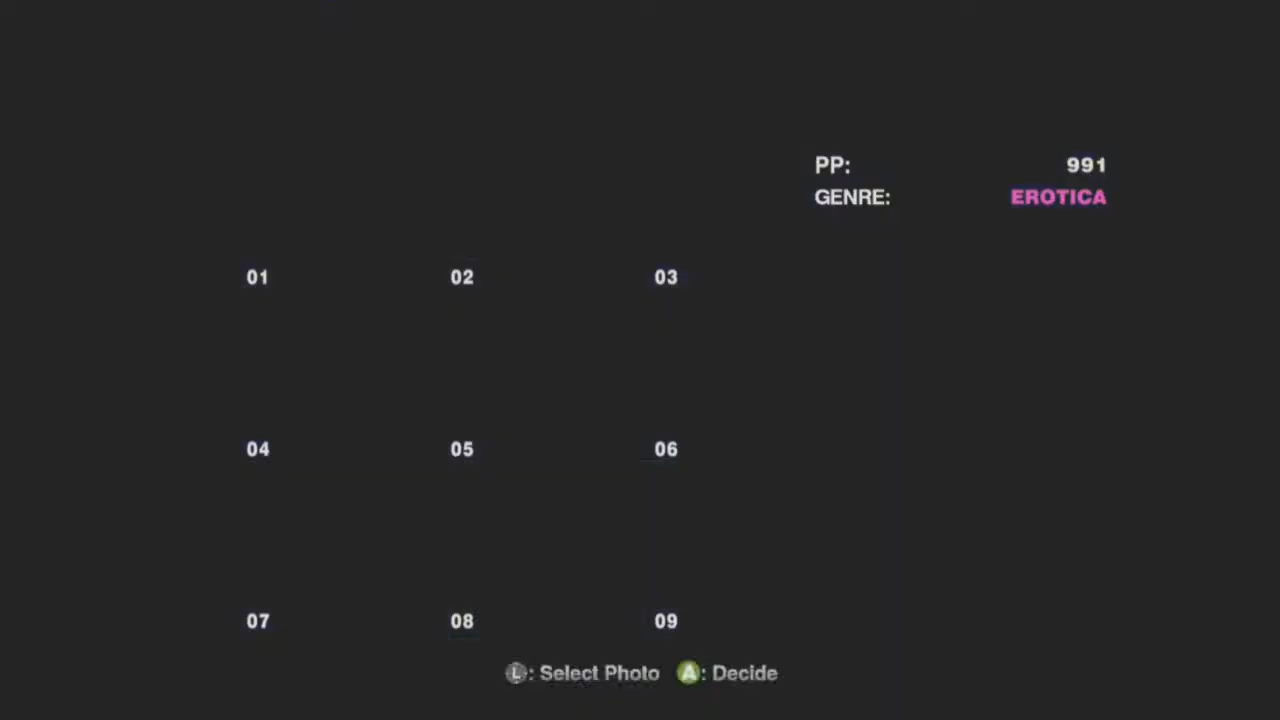 PP: 991
GENRE: EROTICA
01 02 03
04 05 06
07 08 09
L: Select Photo A: Decide